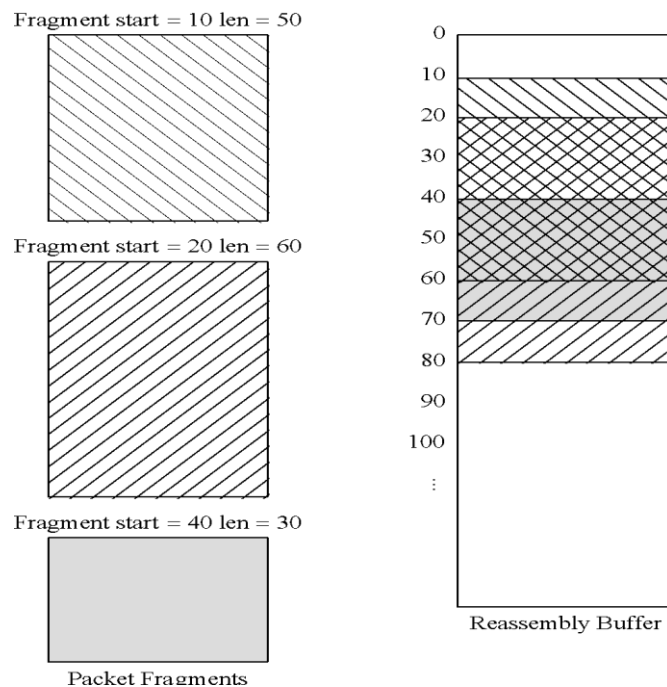 Fragment start = 10 len = 50
Fragment start = 20 len = 60
Fragment start = 40 len = 30
Packet Fragments
0
10
20
30
40
50
60
70
80
90
100
...
Reassembly Buffer